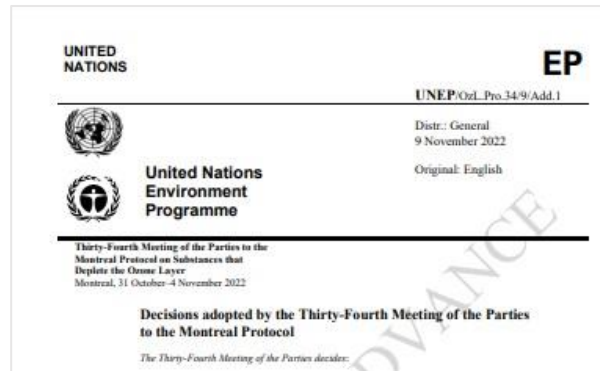 UNITED
NATIONS
EP
UNEP/OzL.Pro.34/9/Add.1
Distr.: General
9 November 2022
Original: English
United Nations
Environment
Programme
Thirty-Fourth Meeting of the Parties to the
Montreal Protocol on Substances that
Deplete the Ozone Layer
Montreal, 31 October–4 November 2022
Decisions adopted by the Thirty-Fourth Meeting of the Parties
to the Montreal Protocol
The Thirty-Fourth Meeting of the Parties decides:
DVANCE